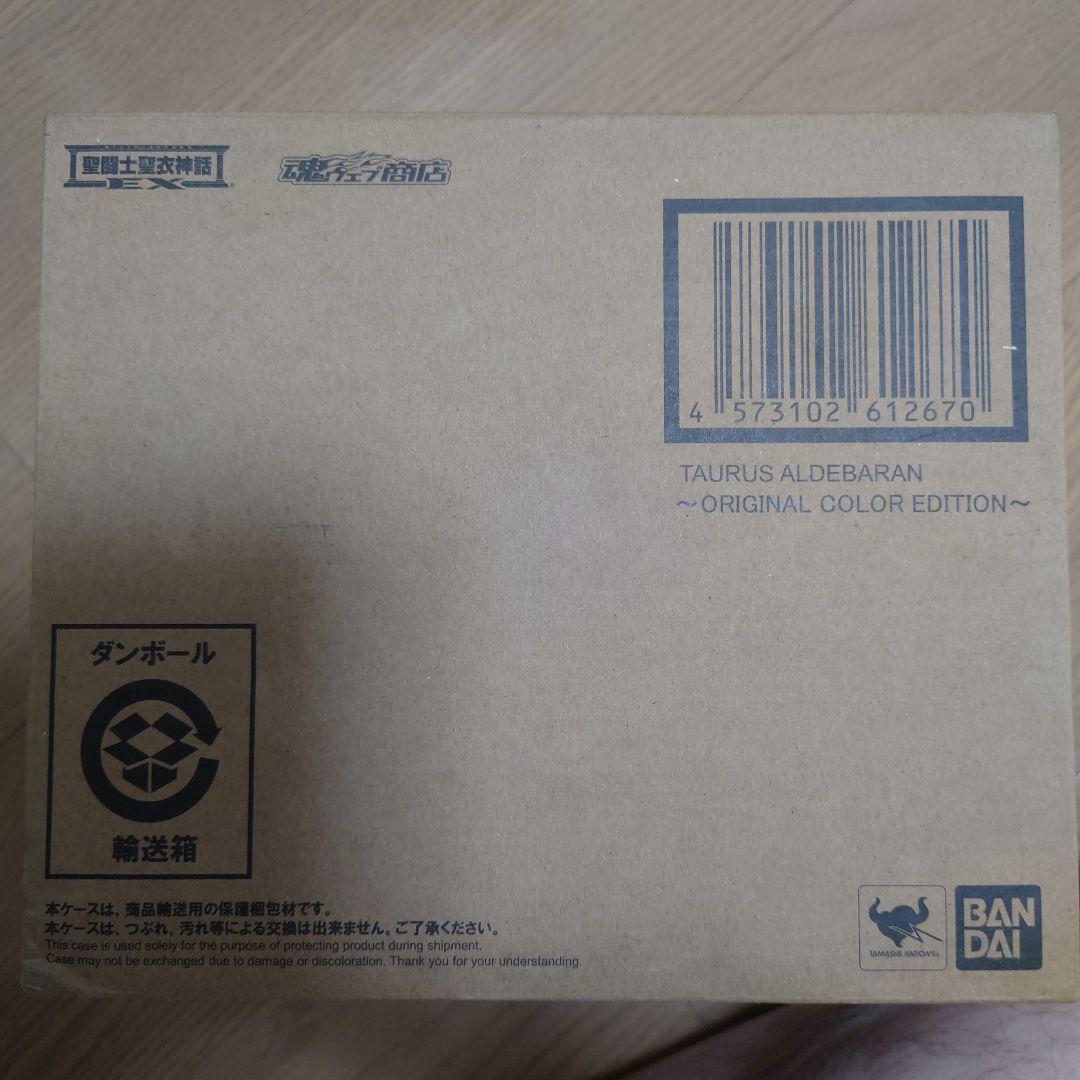 聖闘士聖衣神話
EX
魂ウェブ商店
4 573102 612670
TAURUS ALDEBARAN
～ORIGINAL COLOR EDITION～
ダンボール
輸送箱
本ケースは、商品輸送用の保護梱包材です。
本ケースは、つぶれ、汚れ等による交換は出来ません。ご了承ください。
This case is used solely for the purpose of protecting product during shipment.
Case may not be exchanged due to damage or discoloration. Thank you for your understanding.
TAMASHII NATIONS
BAN
DAI